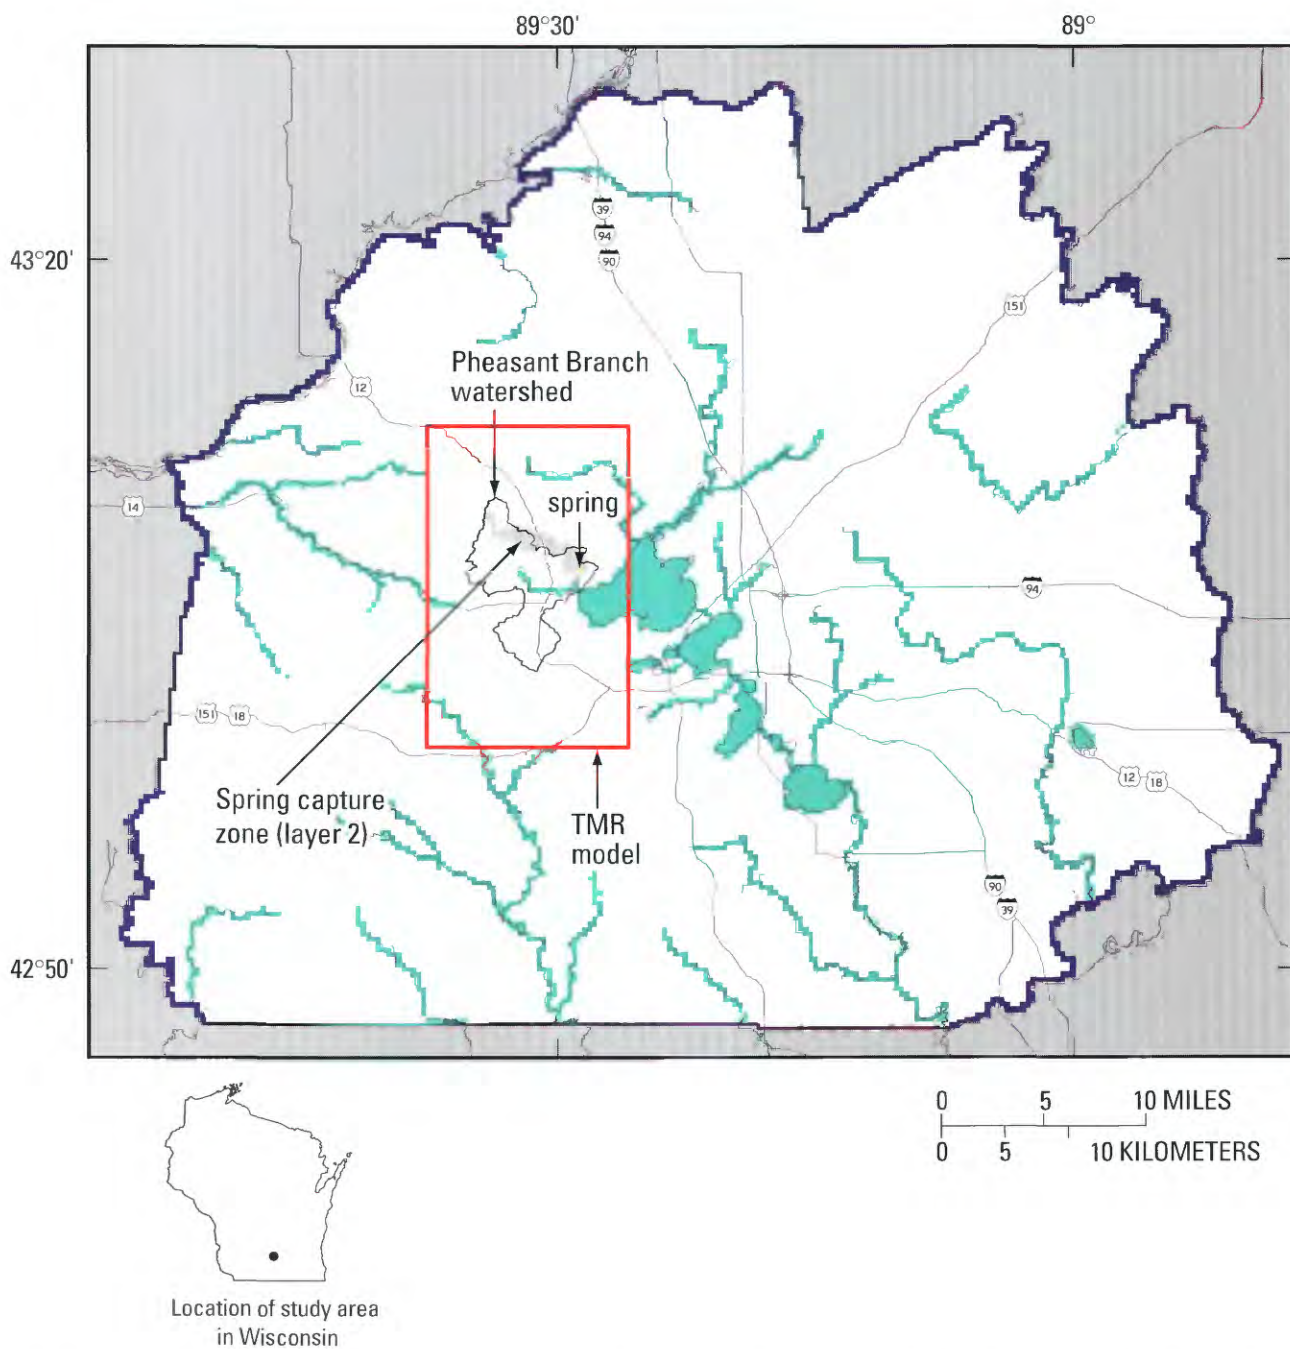 89°30'
89°
43°20'
39
94
90
151
Pheasant Branch
watershed
12
14
spring
94
151
18
Spring capture
zone (layer 2)
TMR
model
12
18
90
39
42°50'
0 5 10 MILES
0 5 10 KILOMETERS
Location of study area
in Wisconsin